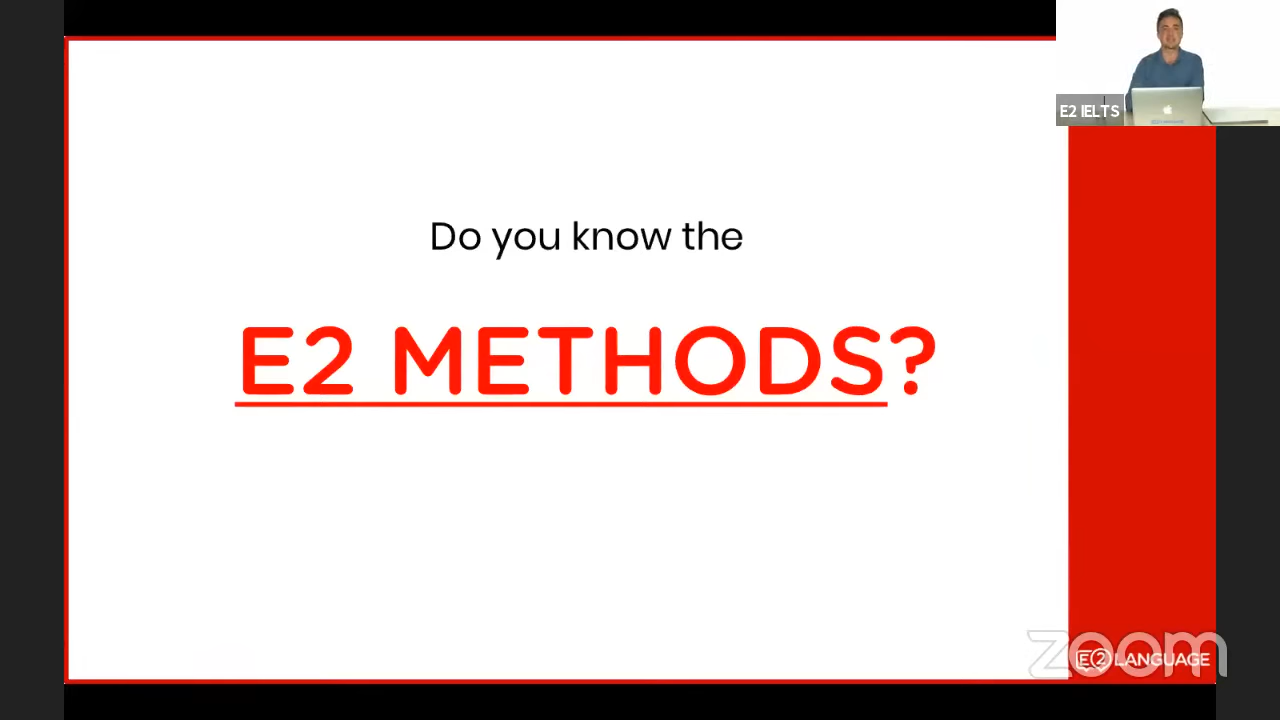 E2 IELTS
Do you know the
E2 METHODS?
zoom
E2 LANGUAGE